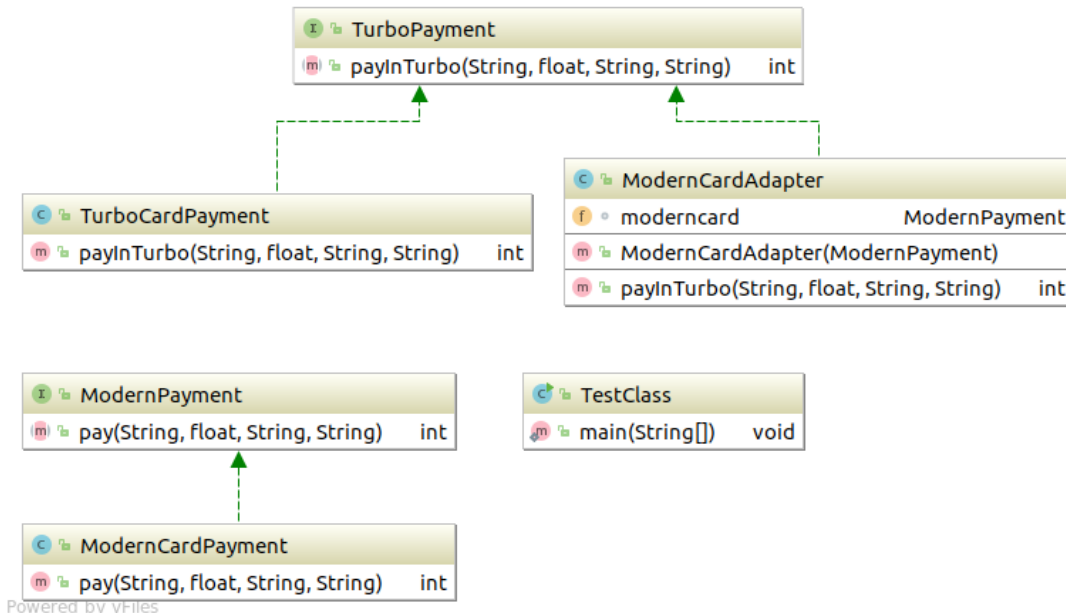 TurboPayment
payInTurbo(String, float, String, String) int
TurboCardPayment
payInTurbo(String, float, String, String) int
ModernCardAdapter
moderncard ModernPayment
ModernCardAdapter(ModernPayment)
payInTurbo(String, float, String, String) int
ModernPayment
pay(String, float, String, String) int
TestClass
main(String[]) void
ModernCardPayment
pay(String, float, String, String) int
Powered by yFiles